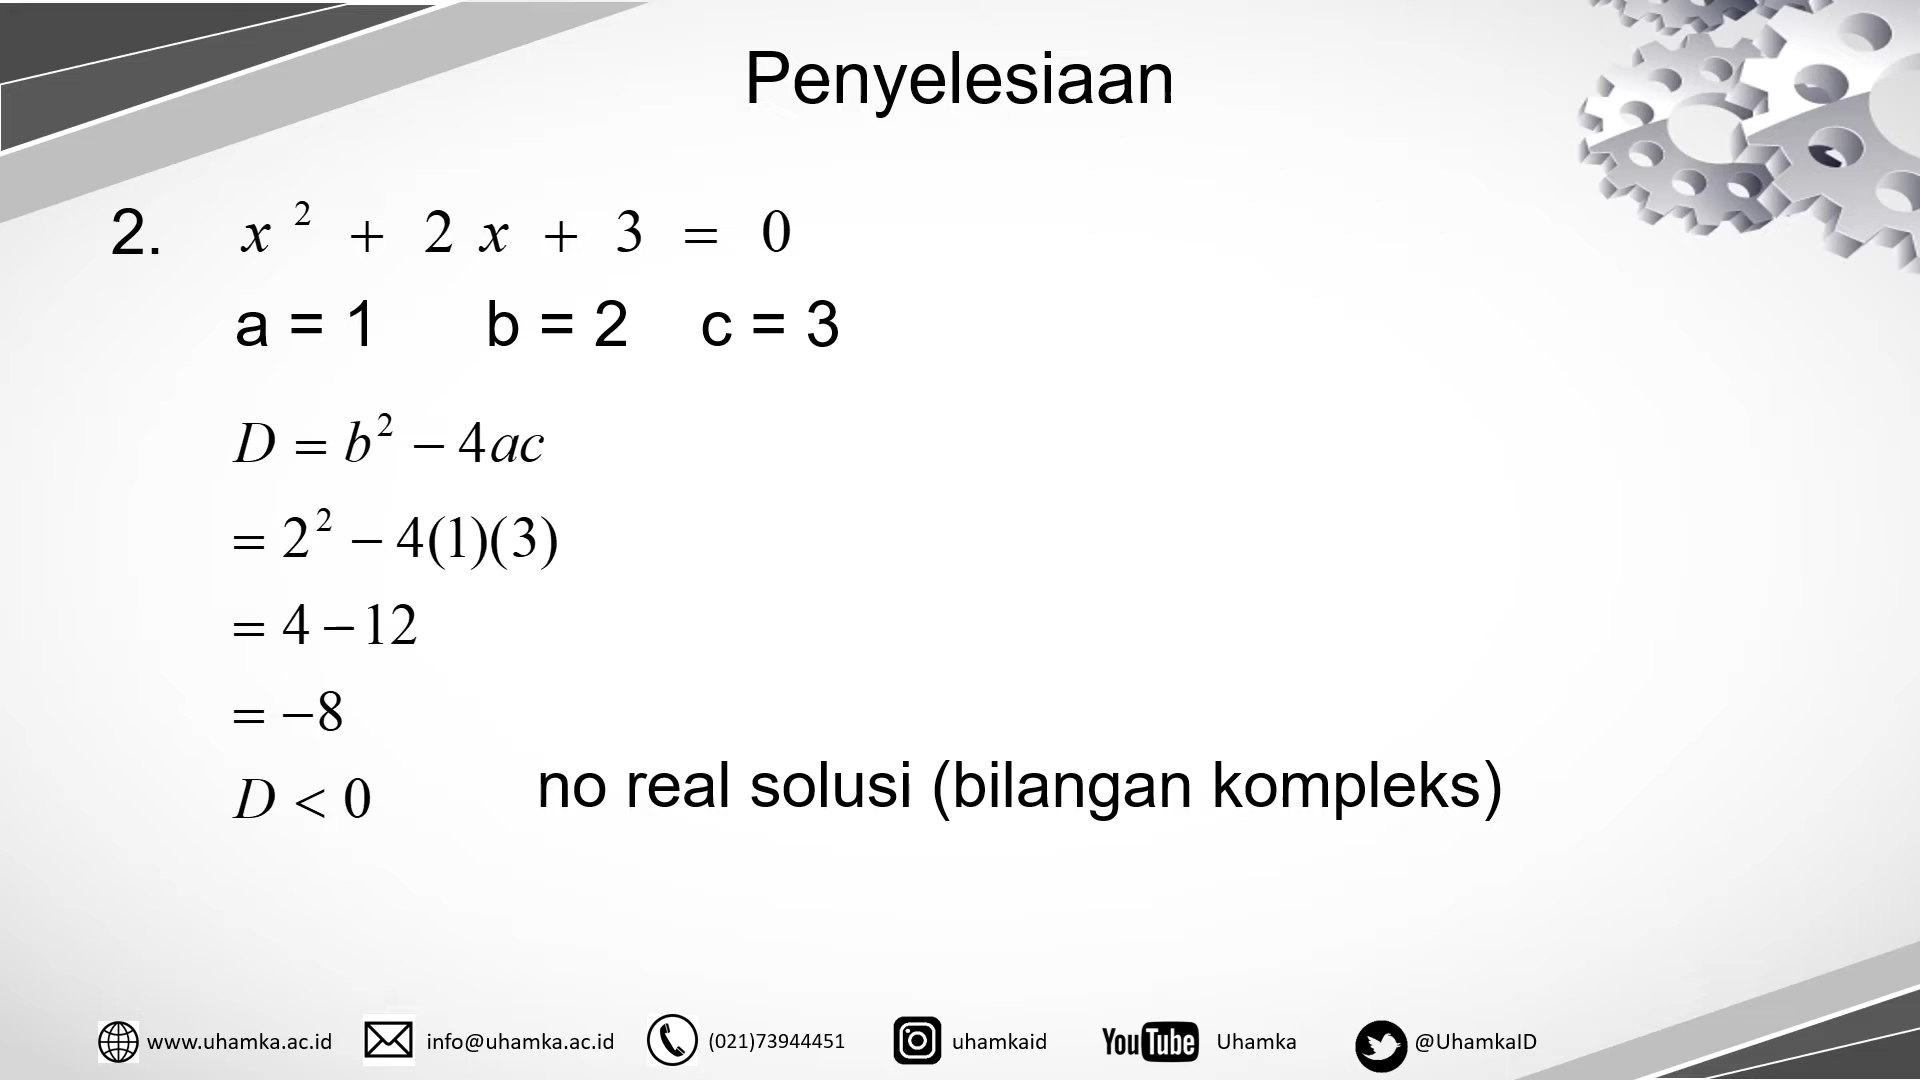 Penyelesiaan
2. x² + 2x + 3 = 0
a = 1 b = 2 c = 3
D = b² − 4ac
= 2² − 4(1)(3)
= 4 − 12
= −8
D < 0 no real solusi (bilangan kompleks)
www.uhamka.ac.id info@uhamka.ac.id (021)73944451 uhamkaid YouTube Uhamka @UhamkaID